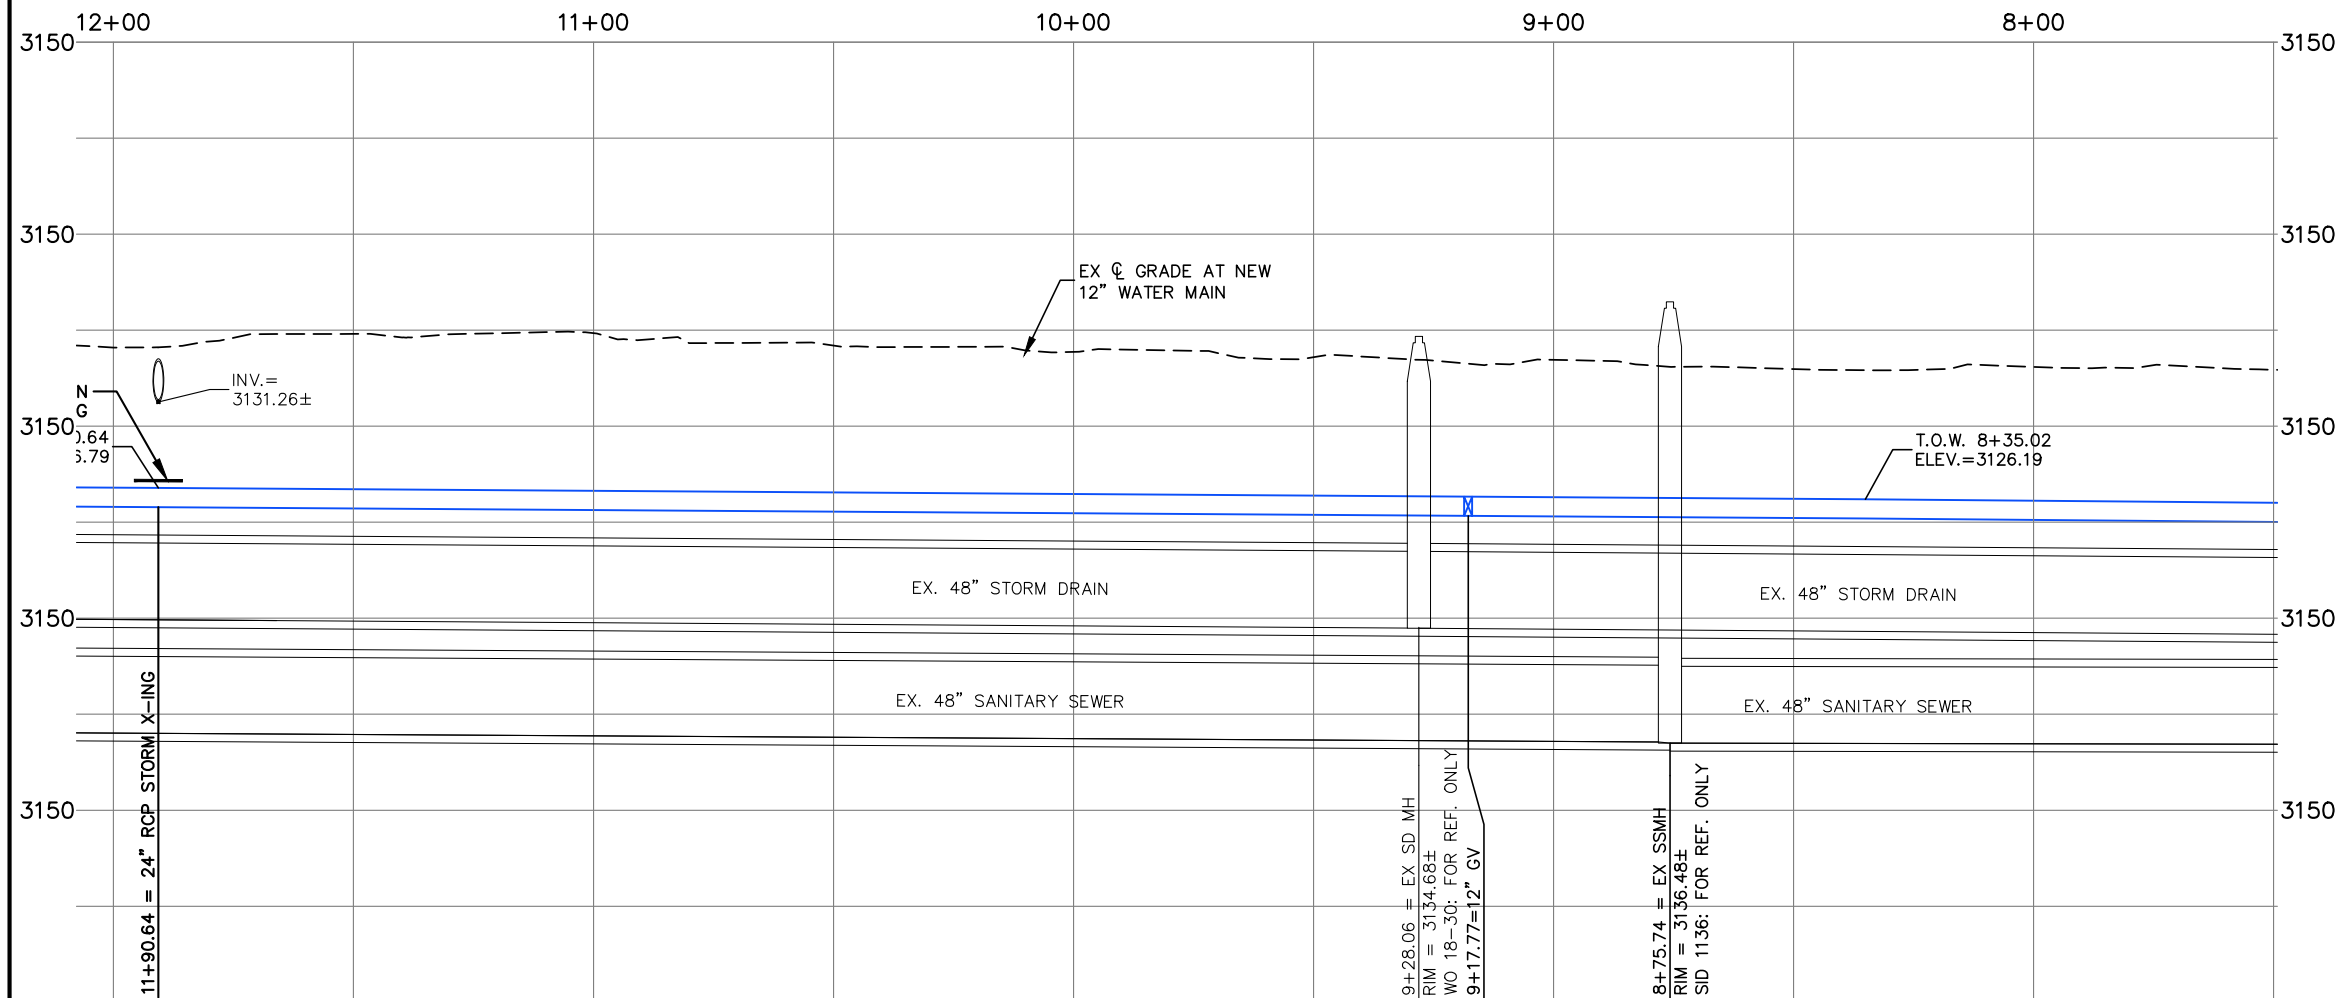 12+00
11+00
10+00
9+00
8+00
3150
3150
3150
3150
EX ℄ GRADE AT NEW
12" WATER MAIN
INV.=
3131.26±
N
G
3150
3150
.64
.79
T.O.W. 8+35.02
ELEV.=3126.19
EX. 48" STORM DRAIN
EX. 48" STORM DRAIN
3150
3150
EX. 48" SANITARY SEWER
EX. 48" SANITARY SEWER
3150
3150
11+90.64 = 24" RCP STORM X-ING
9+28.06 = EX SD MH
RIM = 3134.68±
WO 18-30: FOR REF. ONLY
9+17.77=12" GV
8+75.74 = EX SSMH
RIM = 3136.48±
SID 1136: FOR REF. ONLY